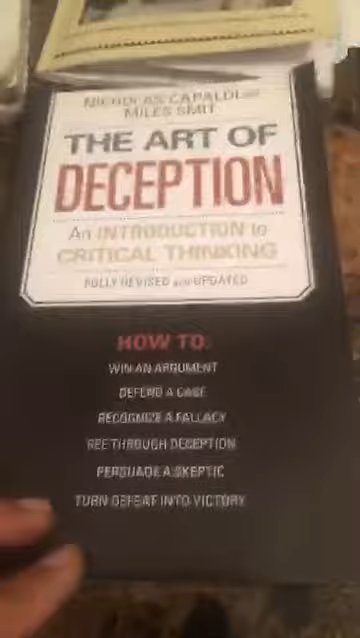 NICHOLAS CAPALDI AND
MILES SMIT
THE ART OF
DECEPTION
An INTRODUCTION to
CRITICAL THINKING
FULLY REVISED AND UPDATED
HOW TO:
WIN AN ARGUMENT
DEFEND A CASE
RECOGNIZE A FALLACY
SEE THROUGH DECEPTION
PERSUADE A SKEPTIC
TURN DEFEAT INTO VICTORY